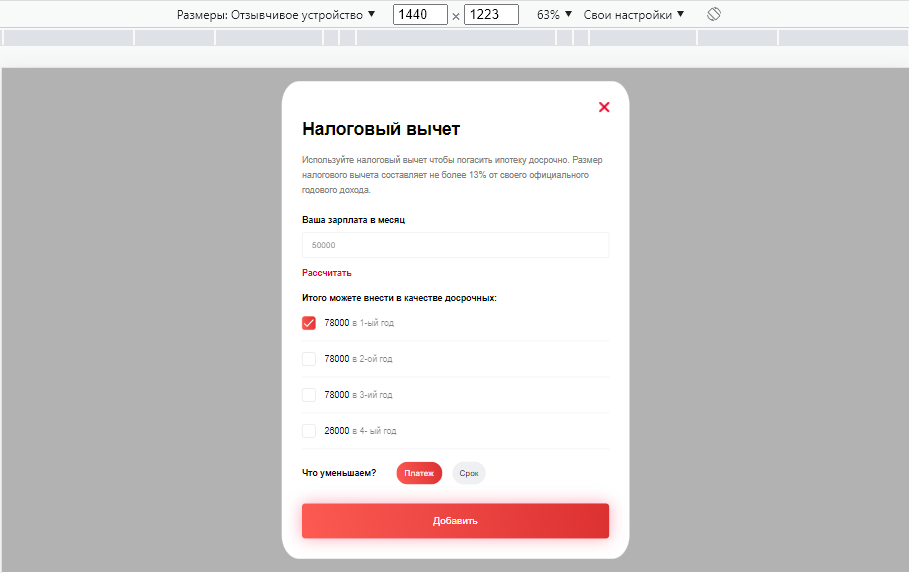 Размеры: Отзывчивое устройство ▼ 1440 × 1223 63% ▼ Свои настройки ▼
Налоговый вычет
Используйте налоговый вычет чтобы погасить ипотеку досрочно. Размер
налогового вычета составляет не более 13% от своего официального
годового дохода.
Ваша зарплата в месяц
50000
Рассчитать
Итого можете внести в качестве досрочных:
78000 в 1-ый год
78000 в 2-ой год
78000 в 3-ий год
26000 в 4- ый год
Что уменьшаем? Платеж Срок
Добавить